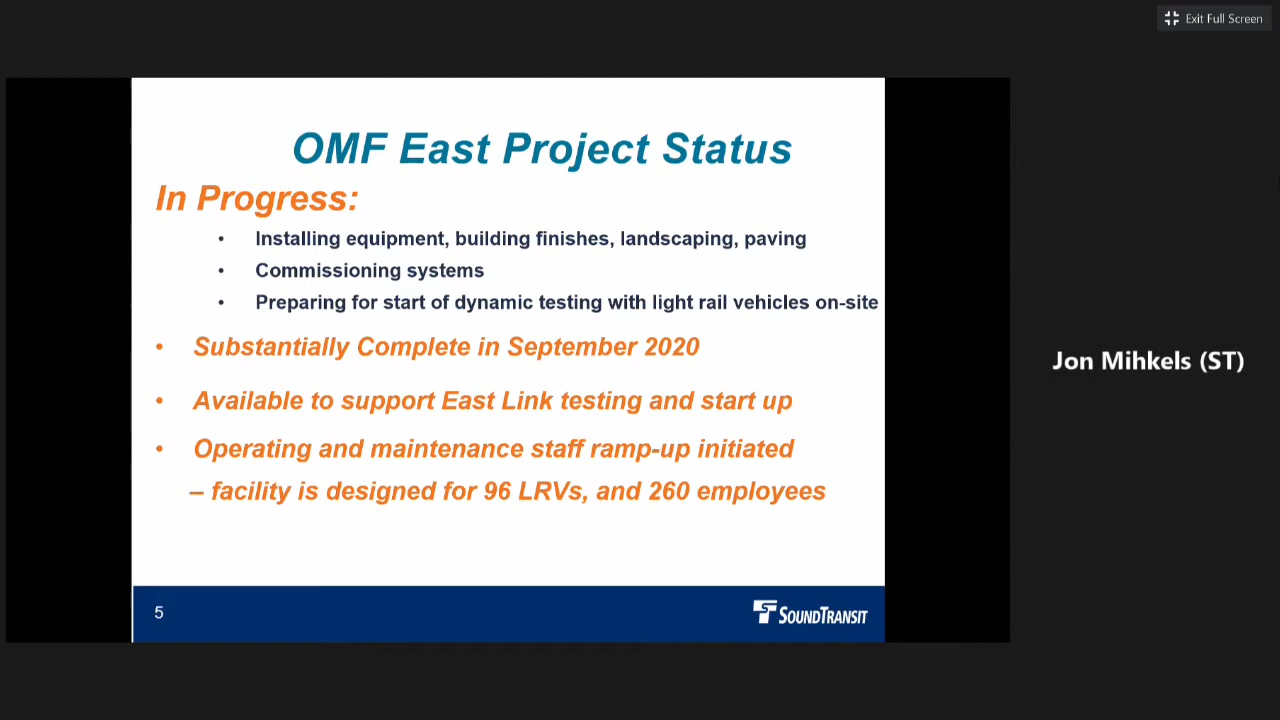 Exit Full Screen
OMF East Project Status
In Progress:
• Installing equipment, building finishes, landscaping, paving
• Commissioning systems
• Preparing for start of dynamic testing with light rail vehicles on-site
• Substantially Complete in September 2020
• Available to support East Link testing and start up
• Operating and maintenance staff ramp-up initiated
– facility is designed for 96 LRVs, and 260 employees
Jon Mihkels (ST)
5
SOUNDTRANSIT